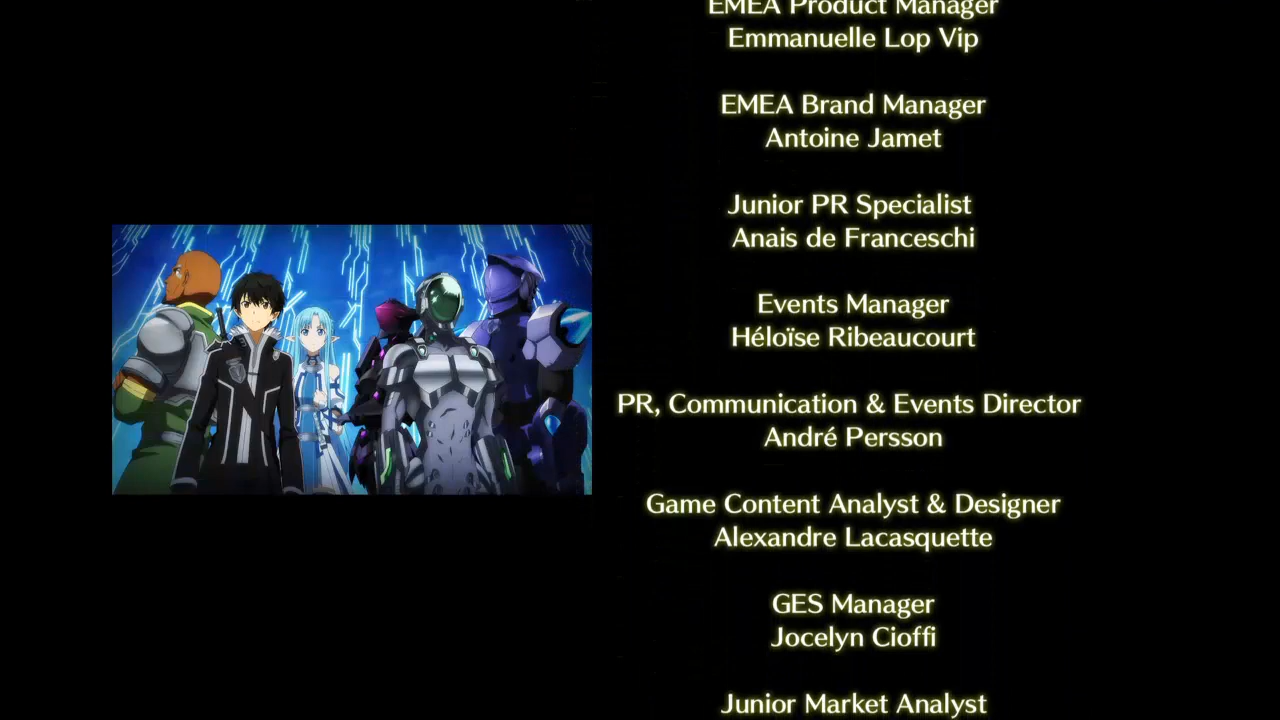 EMEA Product Manager
Emmanuelle Lop Vip
EMEA Brand Manager
Antoine Jamet
Junior PR Specialist
Anais de Franceschi
Events Manager
Héloïse Ribeaucourt
PR, Communication & Events Director
André Persson
Game Content Analyst & Designer
Alexandre Lacasquette
GES Manager
Jocelyn Cioffi
Junior Market Analyst